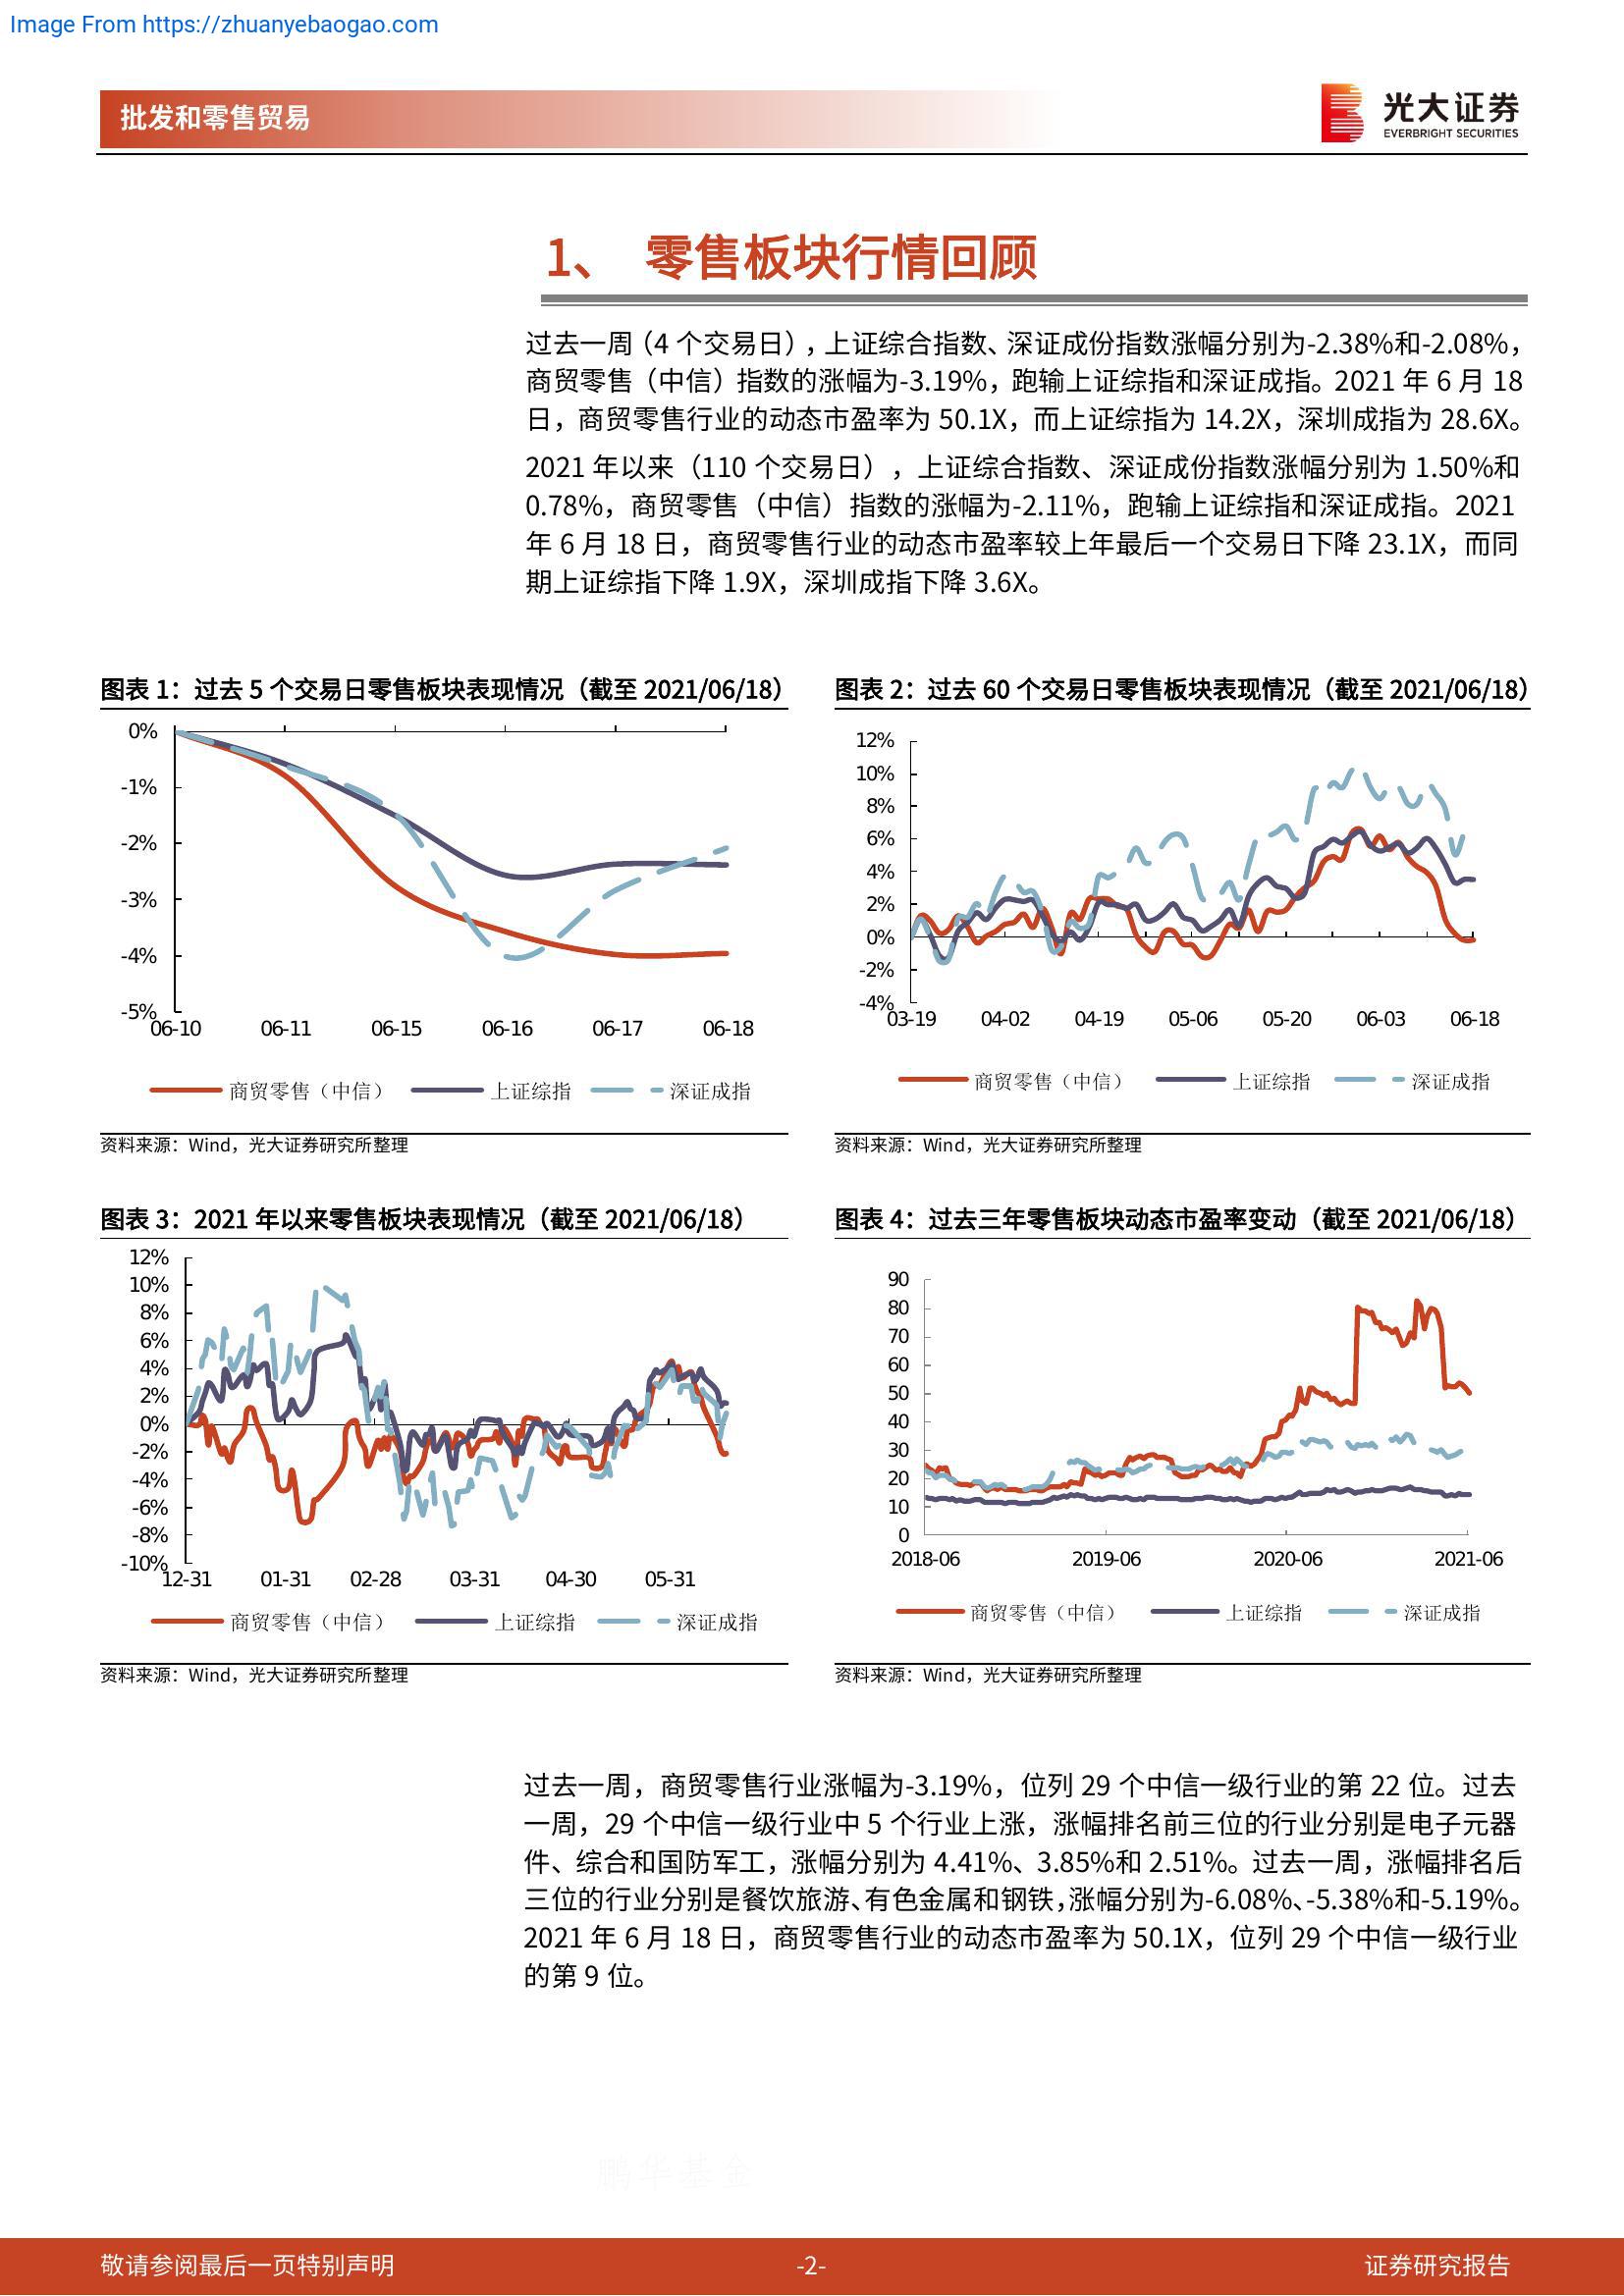 Image From https://zhuanyebaogao.com
批发和零售贸易
光大证券
EVERBRIGHT SECURITIES
1、 零售板块行情回顾
过去一周（4 个交易日），上证综合指数、深证成份指数涨幅分别为-2.38%和-2.08%，
商贸零售（中信）指数的涨幅为-3.19%，跑输上证综指和深证成指。2021 年 6 月 18
日，商贸零售行业的动态市盈率为 50.1X，而上证综指为 14.2X，深圳成指为 28.6X。
2021 年以来（110 个交易日），上证综合指数、深证成份指数涨幅分别为 1.50%和
0.78%，商贸零售（中信）指数的涨幅为-2.11%，跑输上证综指和深证成指。2021
年 6 月 18 日，商贸零售行业的动态市盈率较上年最后一个交易日下降 23.1X，而同
期上证综指下降 1.9X，深圳成指下降 3.6X。
图表 1：过去 5 个交易日零售板块表现情况（截至 2021/06/18）
0%
-1%
-2%
-3%
-4%
-5%
06-10 06-11 06-15 06-16 06-17 06-18
商贸零售（中信） 上证综指 深证成指
资料来源：Wind，光大证券研究所整理
图表 2：过去 60 个交易日零售板块表现情况（截至 2021/06/18）
12%
10%
8%
6%
4%
2%
0%
-2%
-4%
03-19 04-02 04-19 05-06 05-20 06-03 06-18
商贸零售（中信） 上证综指 深证成指
资料来源：Wind，光大证券研究所整理
图表 3：2021 年以来零售板块表现情况（截至 2021/06/18）
12%
10%
8%
6%
4%
2%
0%
-2%
-4%
-6%
-8%
-10%
12-31 01-31 02-28 03-31 04-30 05-31
商贸零售（中信） 上证综指 深证成指
资料来源：Wind，光大证券研究所整理
图表 4：过去三年零售板块动态市盈率变动（截至 2021/06/18）
90
80
70
60
50
40
30
20
10
0
2018-06 2019-06 2020-06 2021-06
商贸零售（中信） 上证综指 深证成指
资料来源：Wind，光大证券研究所整理
过去一周，商贸零售行业涨幅为-3.19%，位列 29 个中信一级行业的第 22 位。过去
一周，29 个中信一级行业中 5 个行业上涨，涨幅排名前三位的行业分别是电子元器
件、综合和国防军工，涨幅分别为 4.41%、3.85%和 2.51%。过去一周，涨幅排名后
三位的行业分别是餐饮旅游、有色金属和钢铁，涨幅分别为-6.08%、-5.38%和-5.19%。
2021 年 6 月 18 日，商贸零售行业的动态市盈率为 50.1X，位列 29 个中信一级行业
的第 9 位。
鹏华基金
敬请参阅最后一页特别声明
-2-
证券研究报告